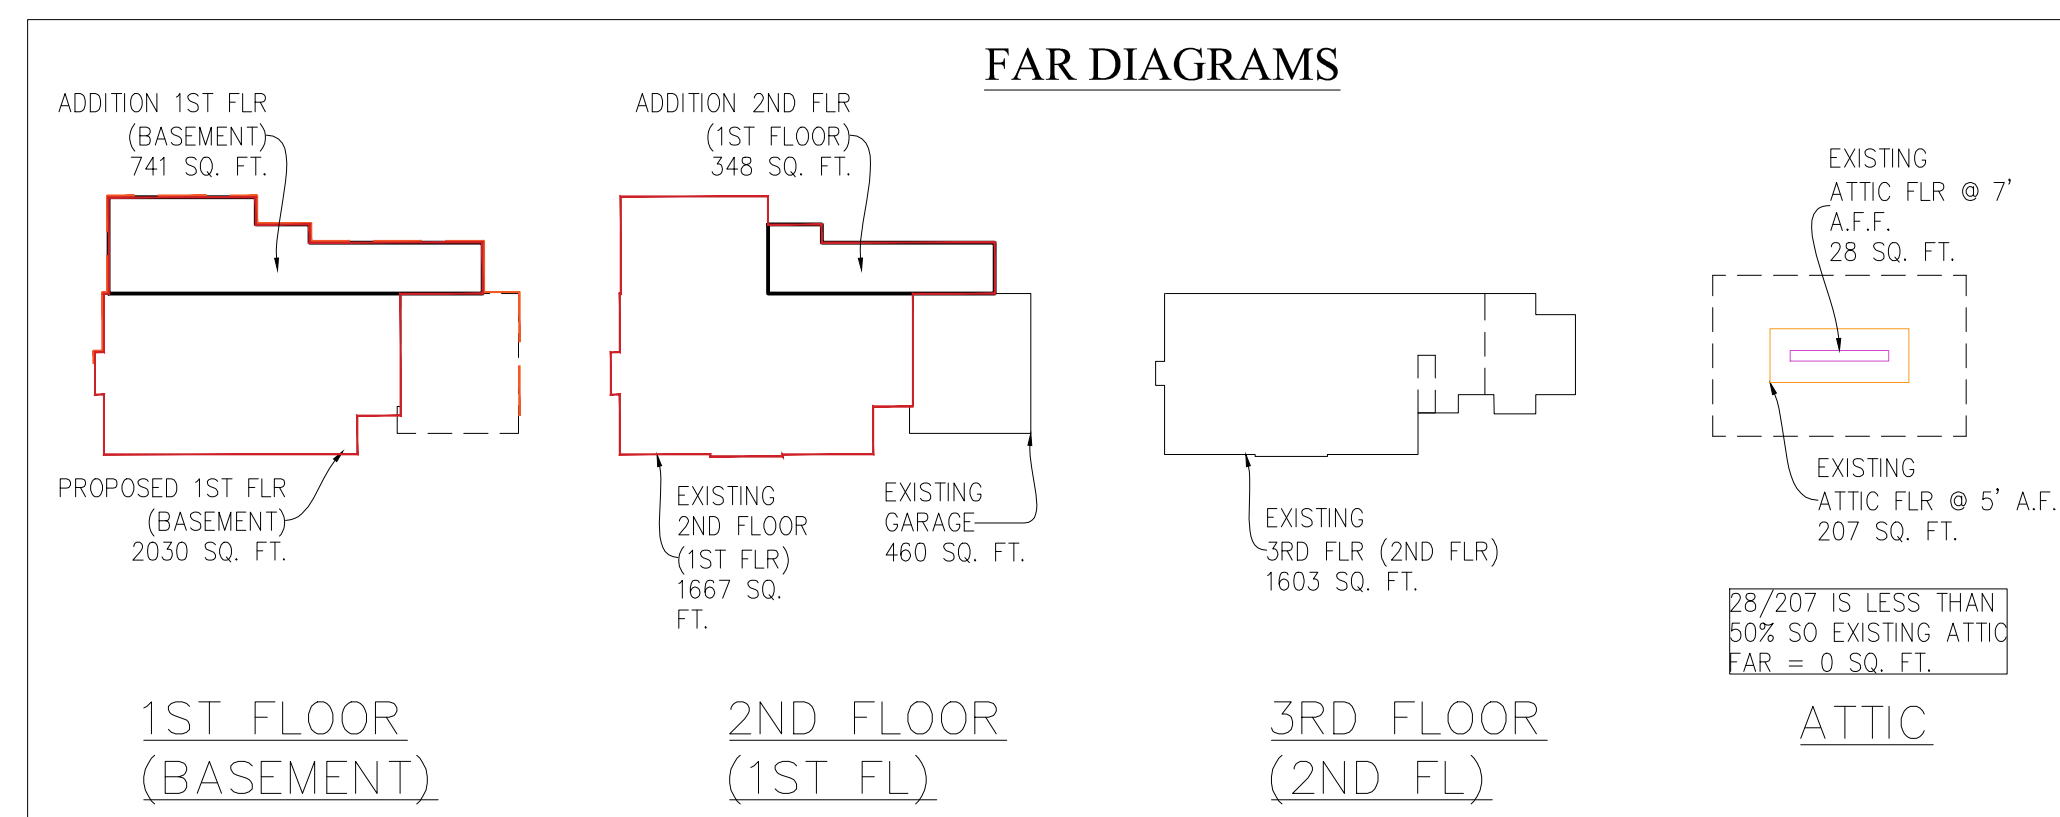 FAR DIAGRAMS
ADDITION 1ST FLR
(BASEMENT)
741 SQ. FT.
PROPOSED 1ST FLR
(BASEMENT)
2030 SQ. FT.
1ST FLOOR
(BASEMENT)
ADDITION 2ND FLR
(1ST FLOOR)
348 SQ. FT.
EXISTING
2ND FLOOR
(1ST FLR)
1667 SQ.
FT.
EXISTING
GARAGE
460 SQ. FT.
2ND FLOOR
(1ST FL)
EXISTING
3RD FLR (2ND FLR)
1603 SQ. FT.
3RD FLOOR
(2ND FL)
EXISTING
ATTIC FLR @ 7'
A.F.F.
28 SQ. FT.
EXISTING
ATTIC FLR @ 5' A.F.
207 SQ. FT.
28/207 IS LESS THAN
50% SO EXISTING ATTIC
FAR = 0 SQ. FT.
ATTIC